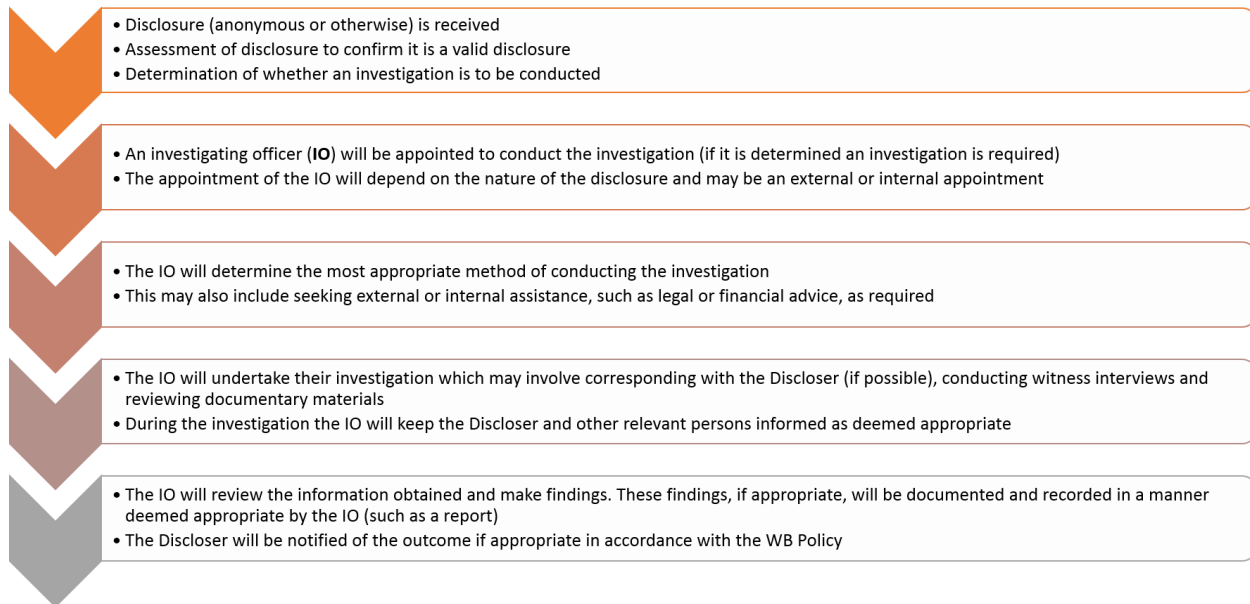 • Disclosure (anonymous or otherwise) is received
• Assessment of disclosure to confirm it is a valid disclosure
• Determination of whether an investigation is to be conducted
• An investigating officer (IO) will be appointed to conduct the investigation (if it is determined an investigation is required)
• The appointment of the IO will depend on the nature of the disclosure and may be an external or internal appointment
• The IO will determine the most appropriate method of conducting the investigation
• This may also include seeking external or internal assistance, such as legal or financial advice, as required
• The IO will undertake their investigation which may involve corresponding with the Discloser (if possible), conducting witness interviews and
reviewing documentary materials
• During the investigation the IO will keep the Discloser and other relevant persons informed as deemed appropriate
• The IO will review the information obtained and make findings. These findings, if appropriate, will be documented and recorded in a manner
deemed appropriate by the IO (such as a report)
• The Discloser will be notified of the outcome if appropriate in accordance with the WB Policy